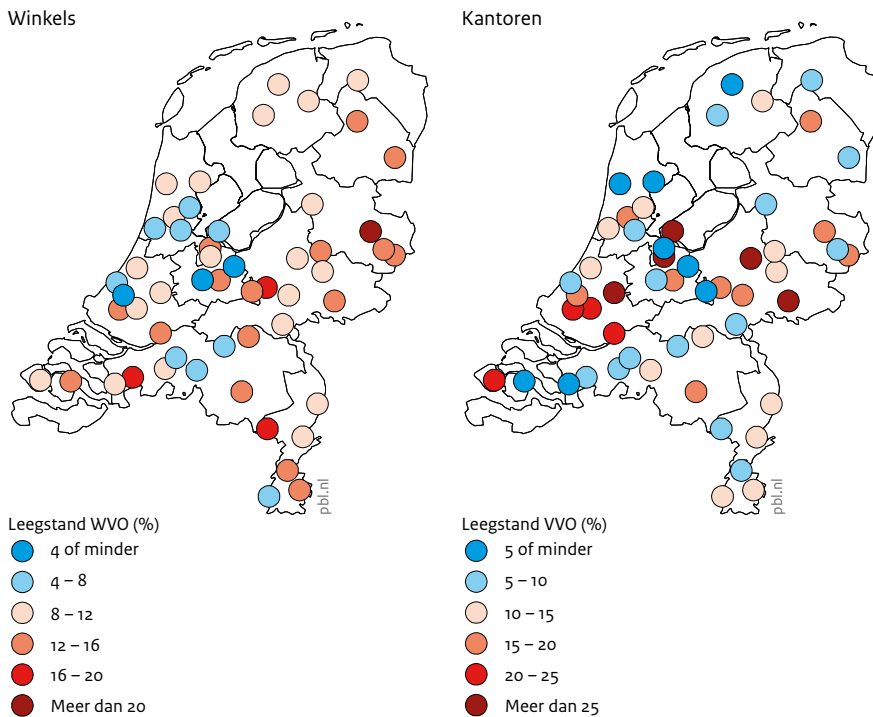 Winkels
Kantoren
pbl.nl
pbl.nl
Leegstand WVO (%)
4 of minder
4 – 8
8 – 12
12 – 16
16 – 20
Meer dan 20
Leegstand VVO (%)
5 of minder
5 – 10
10 – 15
15 – 20
20 – 25
Meer dan 25